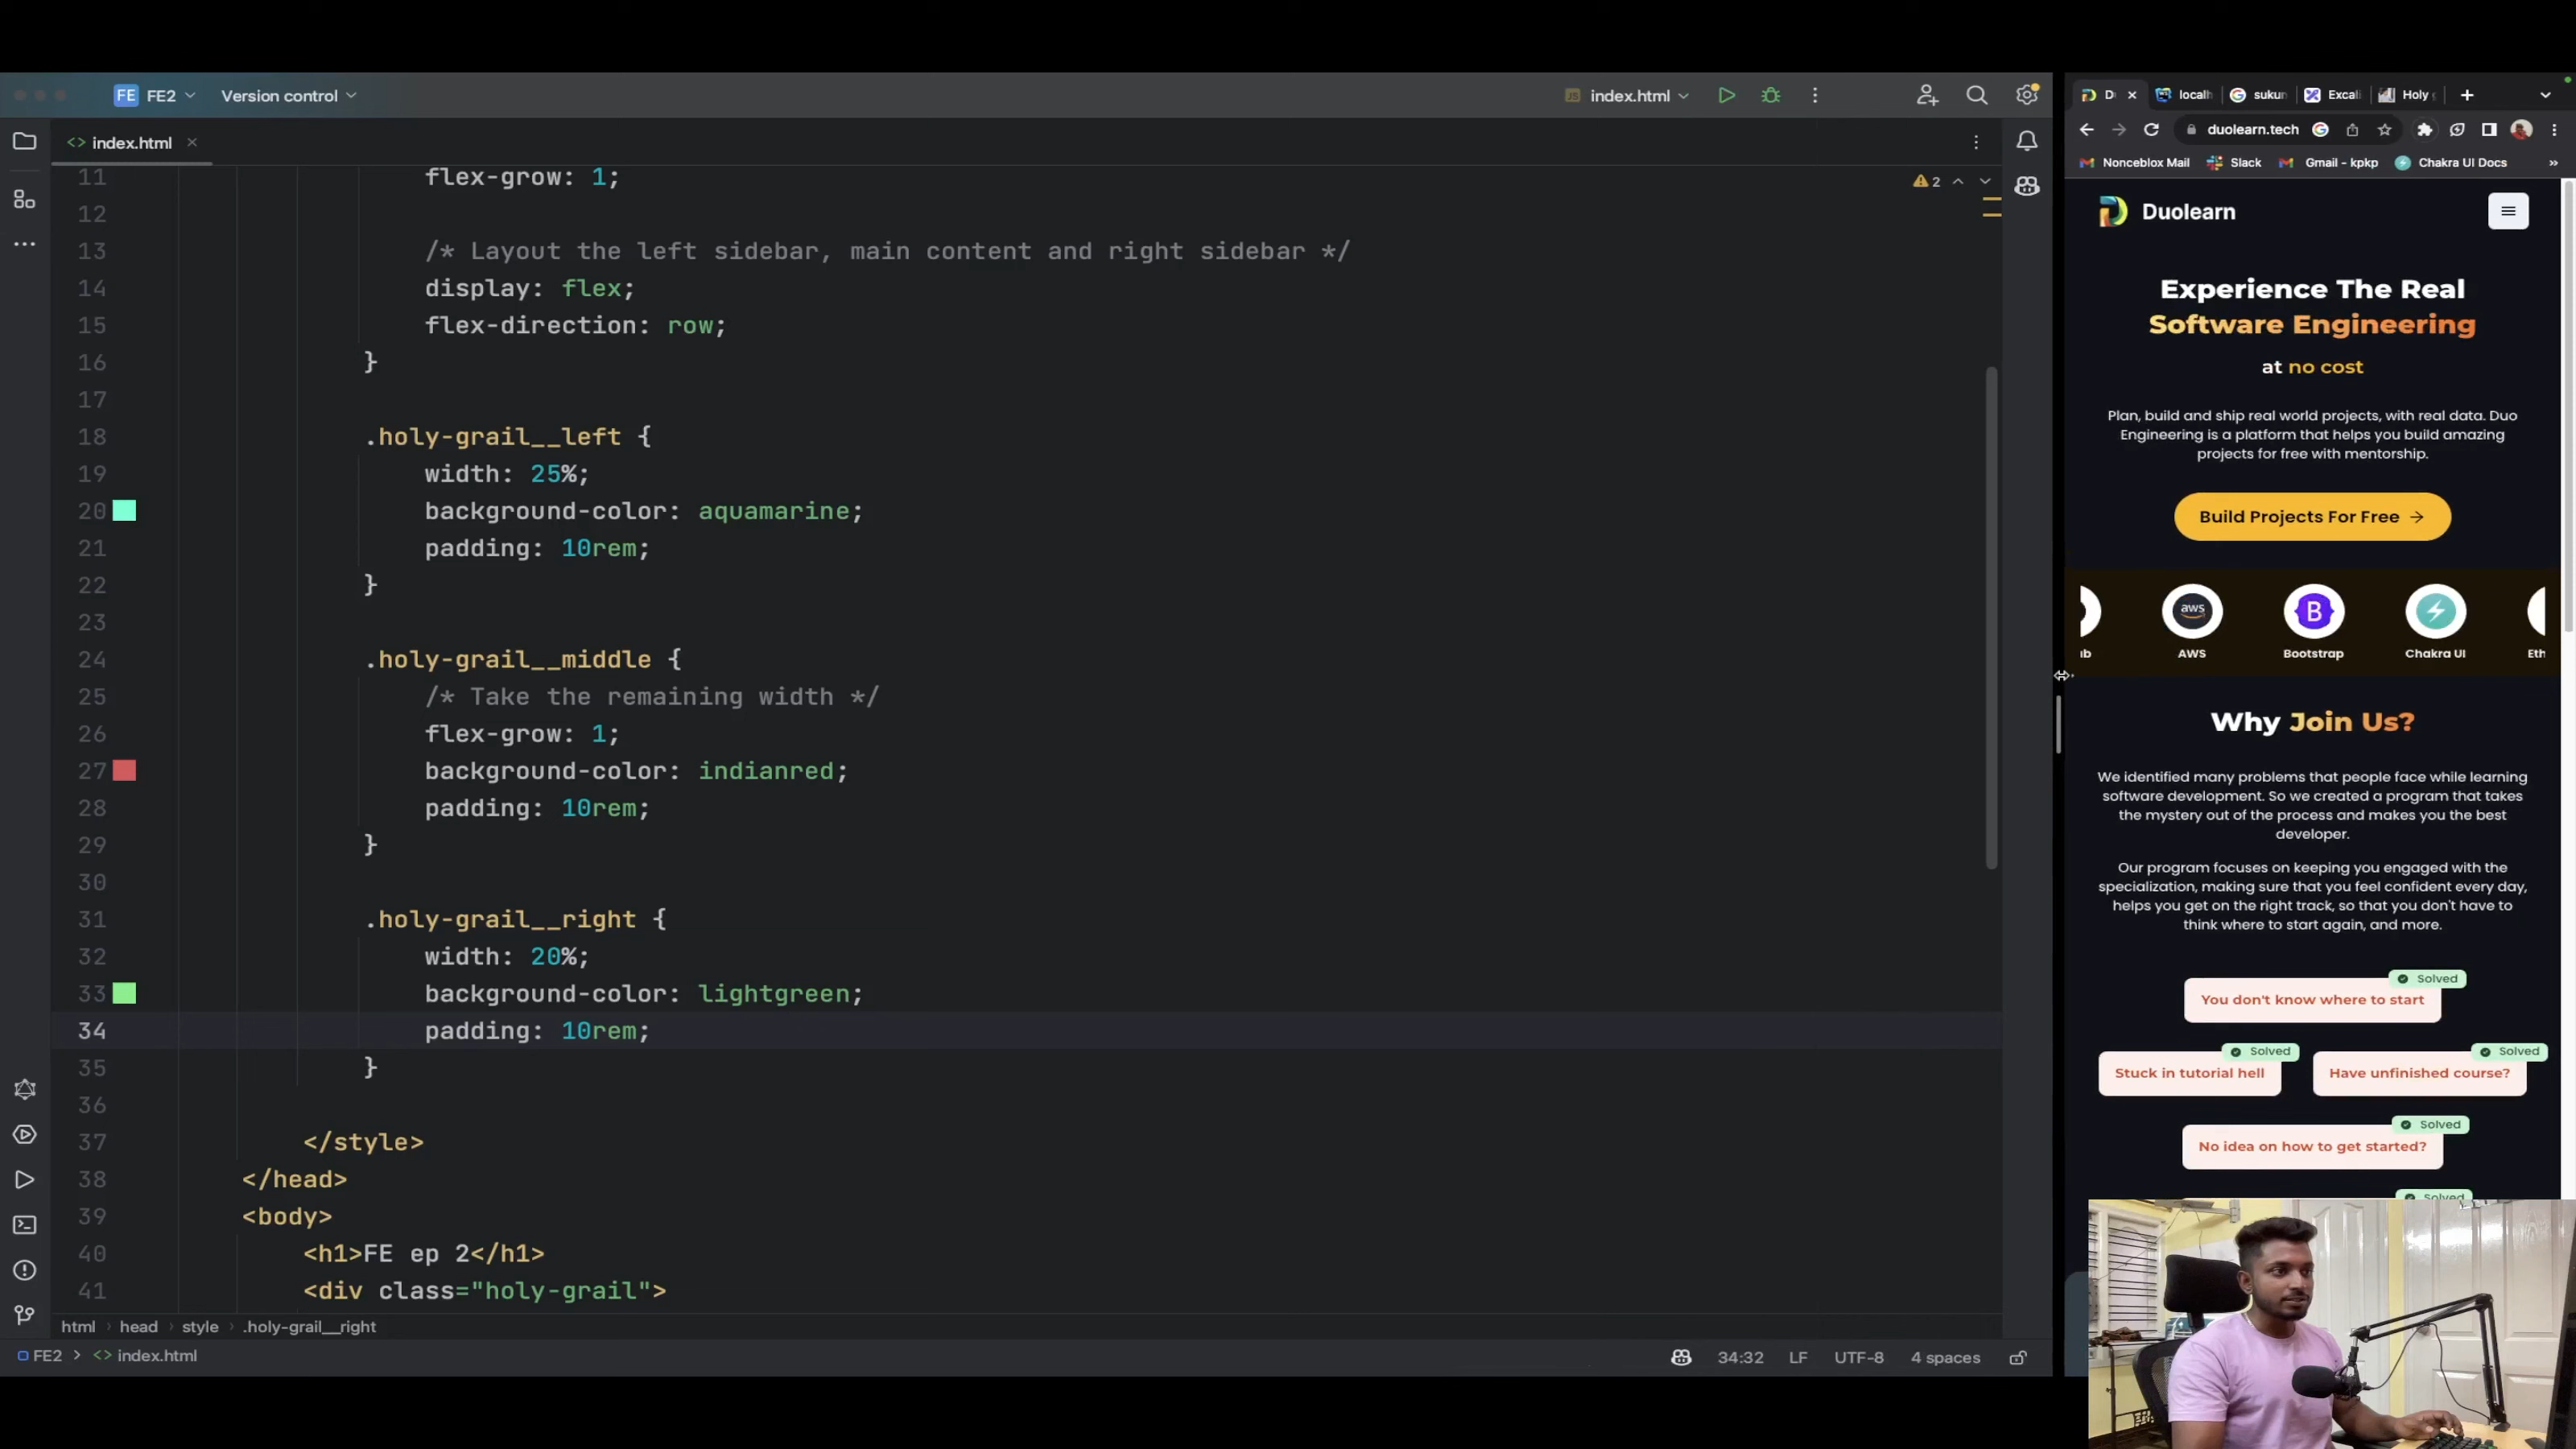 FE FE2 Version control
index.html
index.html
2
11 flex-grow: 1;
12
13 /* Layout the left sidebar, main content and right sidebar */
14 display: flex;
15 flex-direction: row;
16 }
17
18 .holy-grail__left {
19 width: 25%;
20 background-color: aquamarine;
21 padding: 10rem;
22 }
23
24 .holy-grail__middle {
25 /* Take the remaining width */
26 flex-grow: 1;
27 background-color: indianred;
28 padding: 10rem;
29 }
30
31 .holy-grail__right {
32 width: 20%;
33 background-color: lightgreen;
34 padding: 10rem;
35 }
36
37 </style>
38 </head>
39 <body>
40 <h1>FE ep 2</h1>
41 <div class="holy-grail">
html › head › style › .holy-grail__right
FE2 > <> index.html
34:32 LF UTF-8 4 spaces
D localh sukur Excali Holy
duolearn.tech
Nonceblox Mail Slack Gmail - kpkp Chakra UI Docs »
Duolearn
Experience The Real
Software Engineering
at no cost
Plan, build and ship real world projects, with real data. Duo
Engineering is a platform that helps you build amazing
projects for free with mentorship.
Build Projects For Free →
aws B
ub AWS Bootstrap Chakra UI Eth
Why Join Us?
We identified many problems that people face while learning
software development. So we created a program that takes
the mystery out of the process and makes you the best
developer.
Our program focuses on keeping you engaged with the
specialization, making sure that you feel confident every day,
helps you get on the right track, so that you don't have to
think where to start again, and more.
Solved
You don't know where to start
Solved
Stuck in tutorial hell
Solved
Have unfinished course?
Solved
No idea on how to get started?
Solved